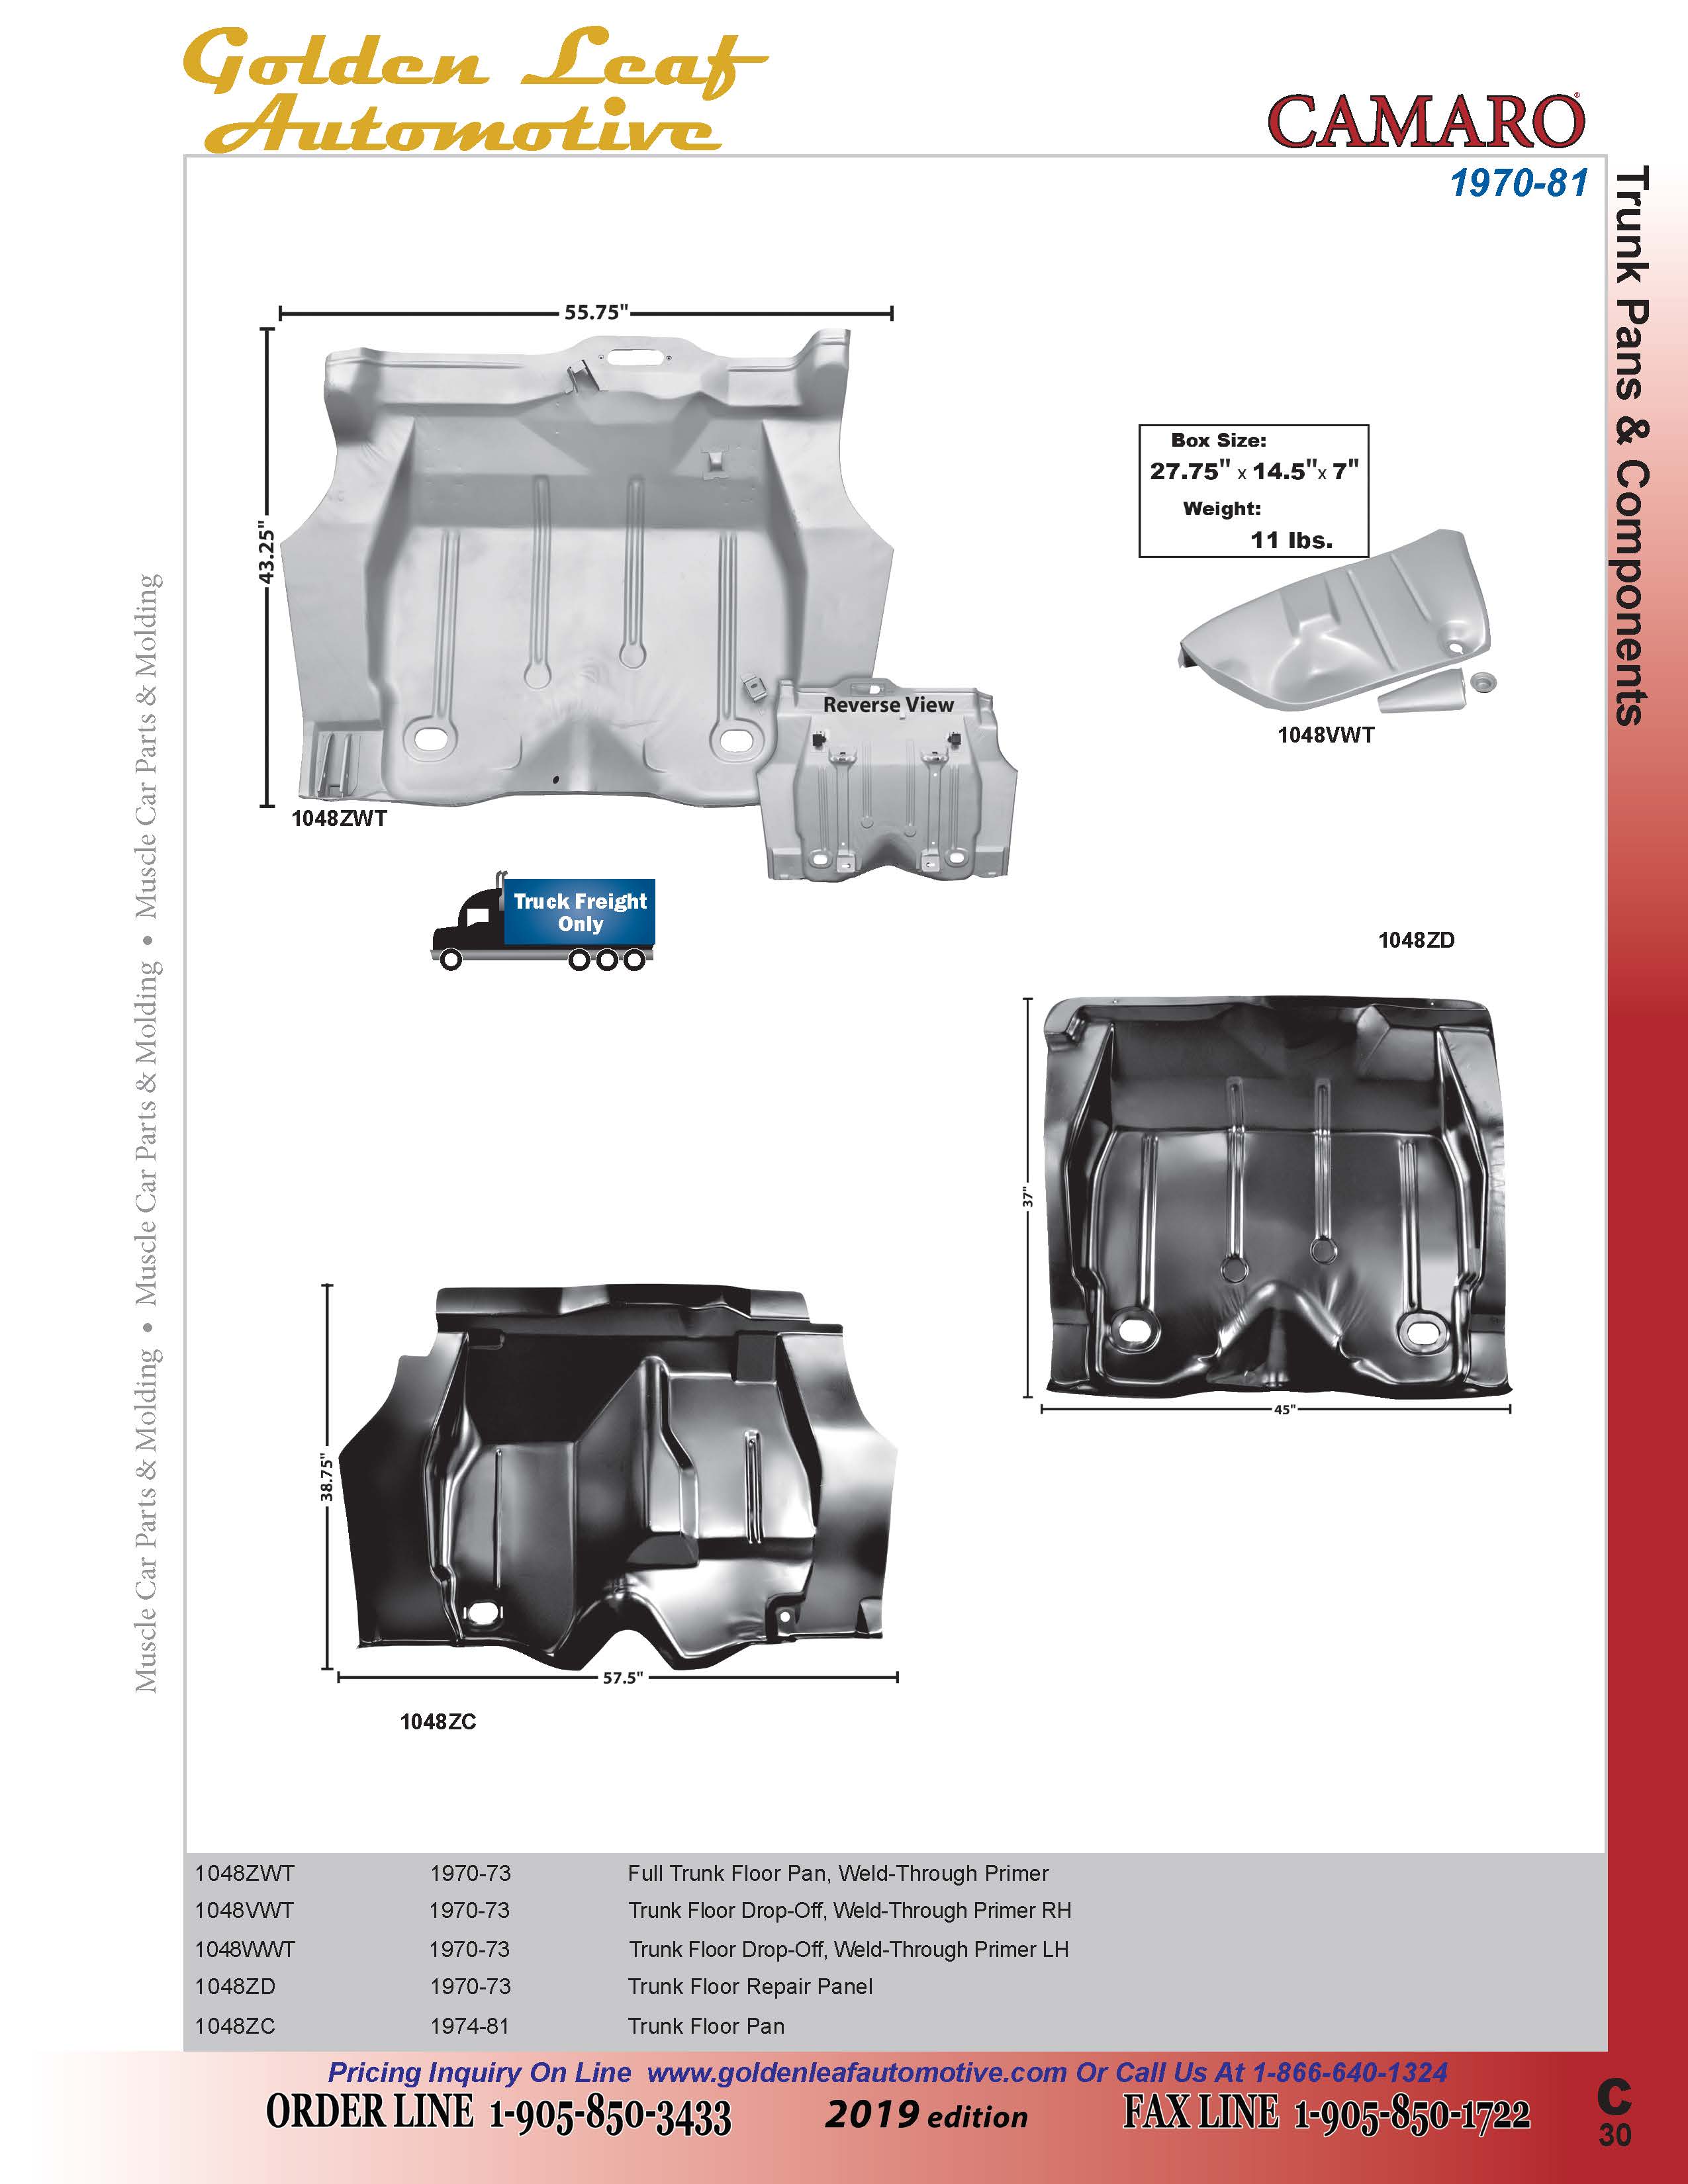 Golden Leaf
Automotive
CAMARO®
1970-81
Trunk Pans & Components
Muscle Car Parts & Molding • Muscle Car Parts & Molding • Muscle Car Parts & Molding
55.75"
43.25"
Reverse View
1048ZWT
Truck Freight
Only
Box Size:
27.75" x 14.5" x 7"
Weight:
11 lbs.
1048VWT
1048ZD
37"
45"
38.75"
57.5"
1048ZC
1048ZWT 1970-73 Full Trunk Floor Pan, Weld-Through Primer
1048VWT 1970-73 Trunk Floor Drop-Off, Weld-Through Primer RH
1048WWT 1970-73 Trunk Floor Drop-Off, Weld-Through Primer LH
1048ZD 1970-73 Trunk Floor Repair Panel
1048ZC 1974-81 Trunk Floor Pan
Pricing Inquiry On Line www.goldenleafautomotive.com Or Call Us At 1-866-640-1324
ORDER LINE 1-905-850-3433 2019 edition FAX LINE 1-905-850-1722
C
30